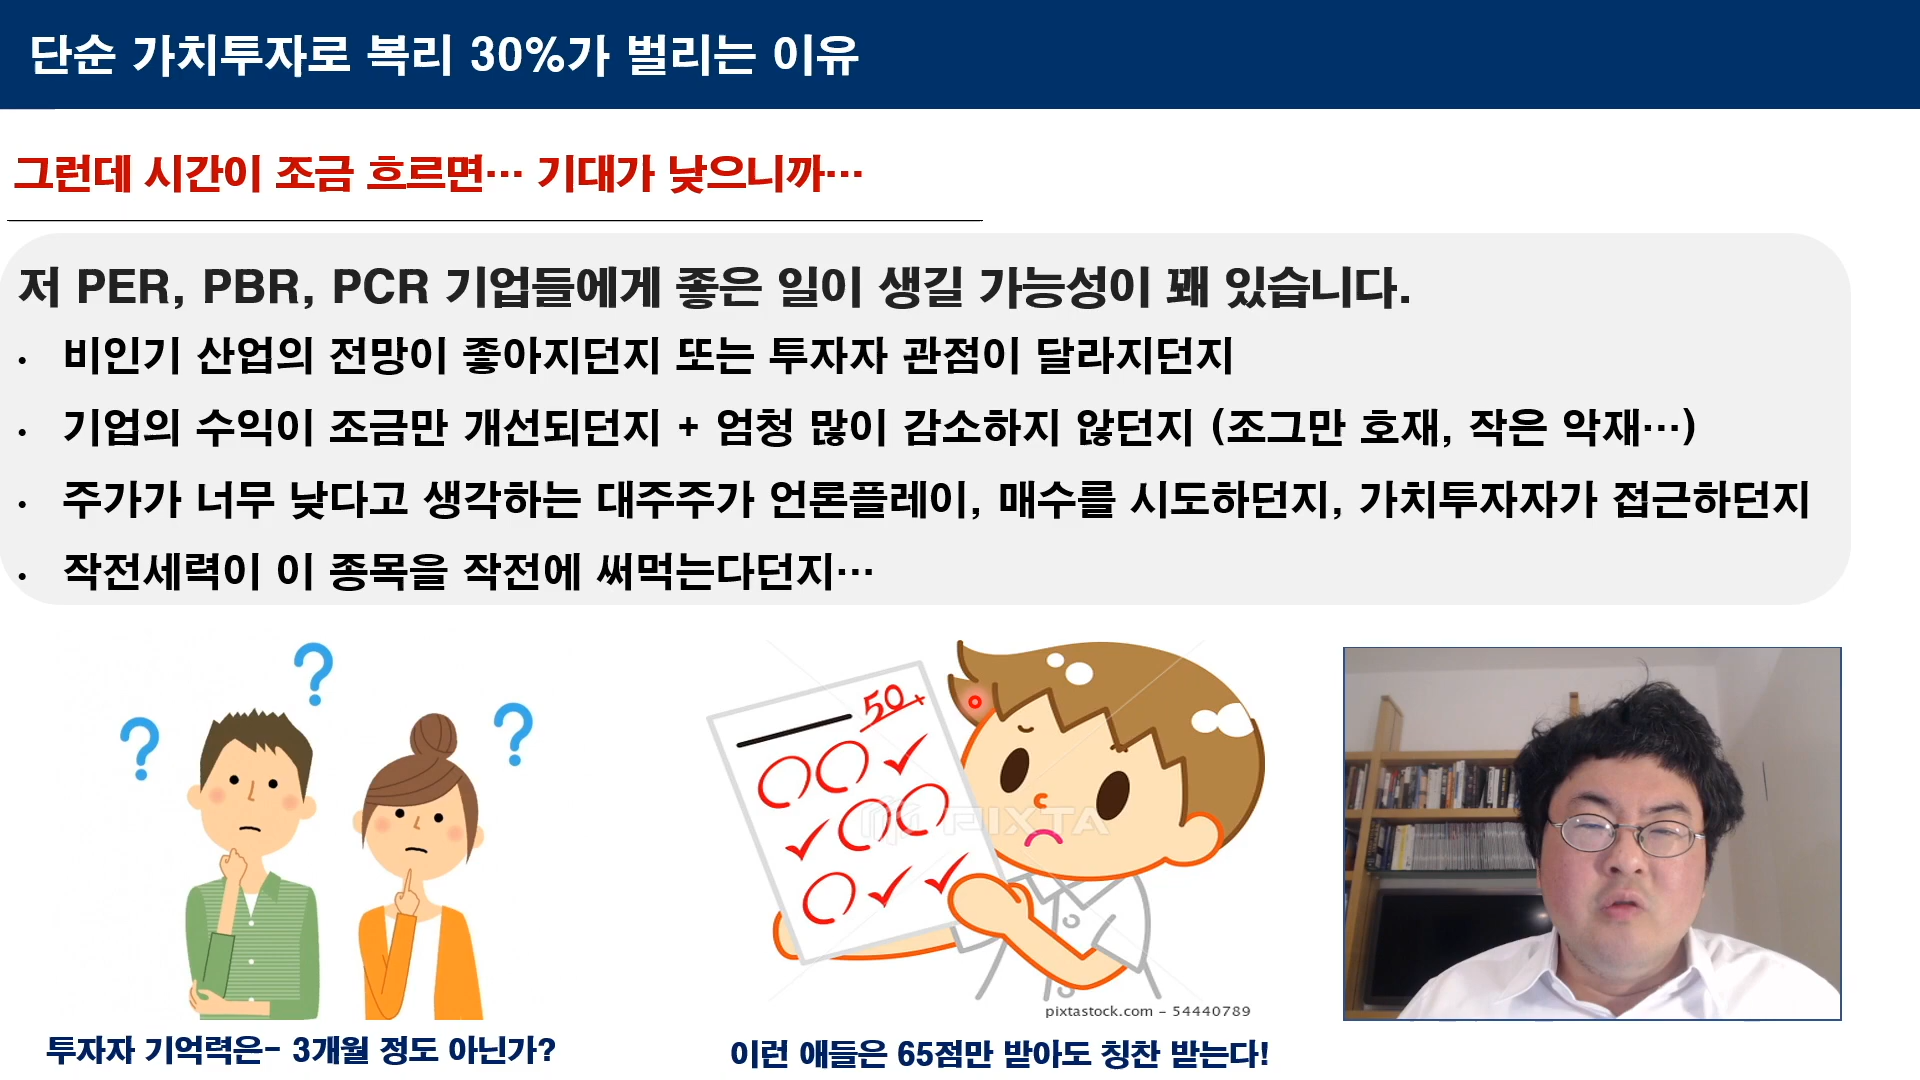 단순 가치투자로 복리 30%가 벌리는 이유
그런데 시간이 조금 흐르면… 기대가 낮으니까…
저 PER, PBR, PCR 기업들에게 좋은 일이 생길 가능성이 꽤 있습니다.
• 비인기 산업의 전망이 좋아지던지 또는 투자자 관점이 달라지던지
• 기업의 수익이 조금만 개선되던지 + 엄청 많이 감소하지 않던지 (조그만 호재, 작은 악재…)
• 주가가 너무 낮다고 생각하는 대주주가 언론플레이, 매수를 시도하던지, 가치투자자가 접근하던지
• 작전세력이 이 종목을 작전에 써먹는다던지…
? ? ?
50
PIXTA
pixtastock.com - 54440789
투자자 기억력은- 3개월 정도 아닌가?
이런 애들은 65점만 받아도 칭찬 받는다!